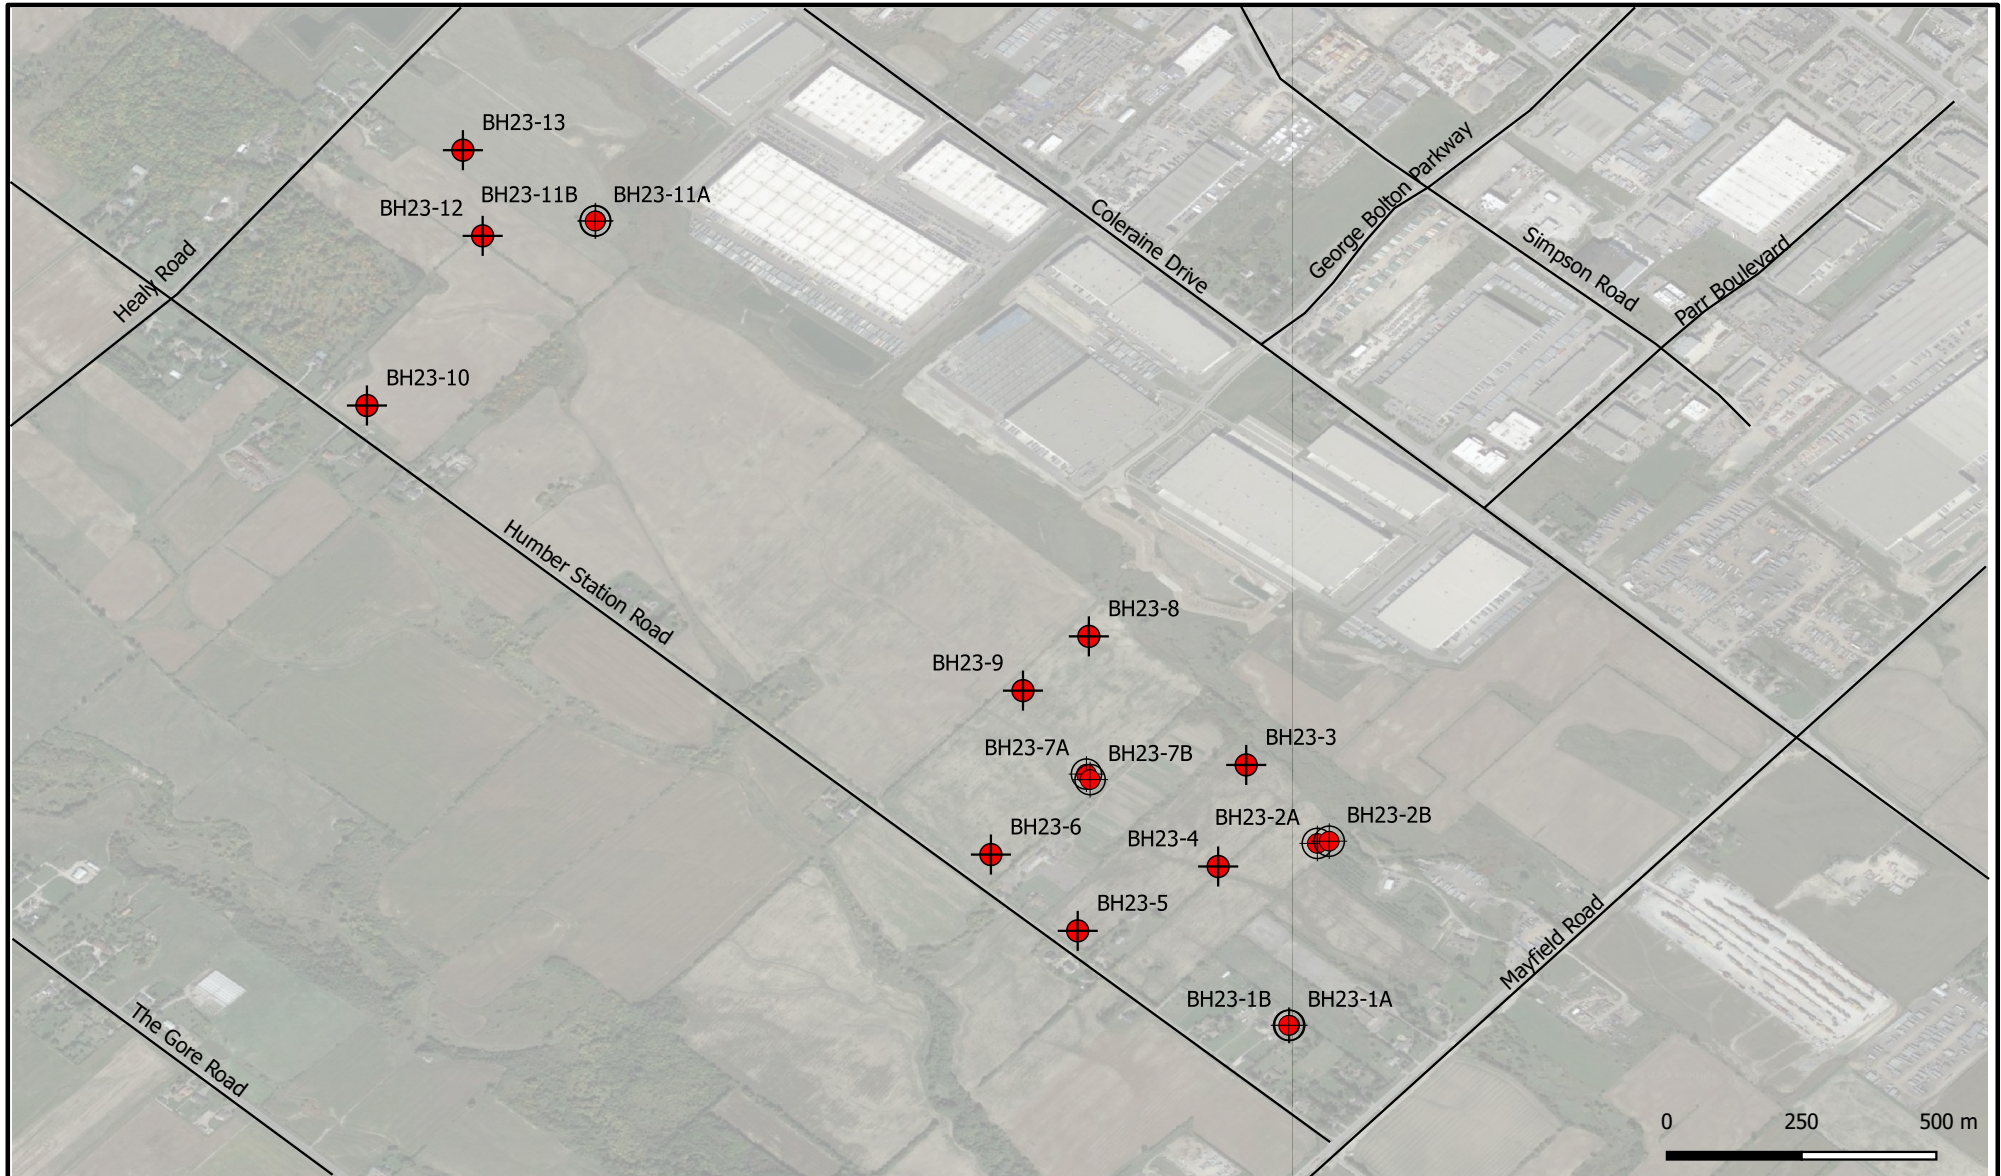 BH23-13
BH23-11B
BH23-11A
BH23-12
Coleraine Drive
George Bolton Parkway
Simpson Road
Parr Boulevard
Healy Road
BH23-10
Humber Station Road
BH23-8
BH23-9
BH23-3
BH23-7A
BH23-7B
BH23-2A
BH23-2B
BH23-6
BH23-4
BH23-5
Mayfield Road
BH23-1B
BH23-1A
The Gore Road
0 250 500 m